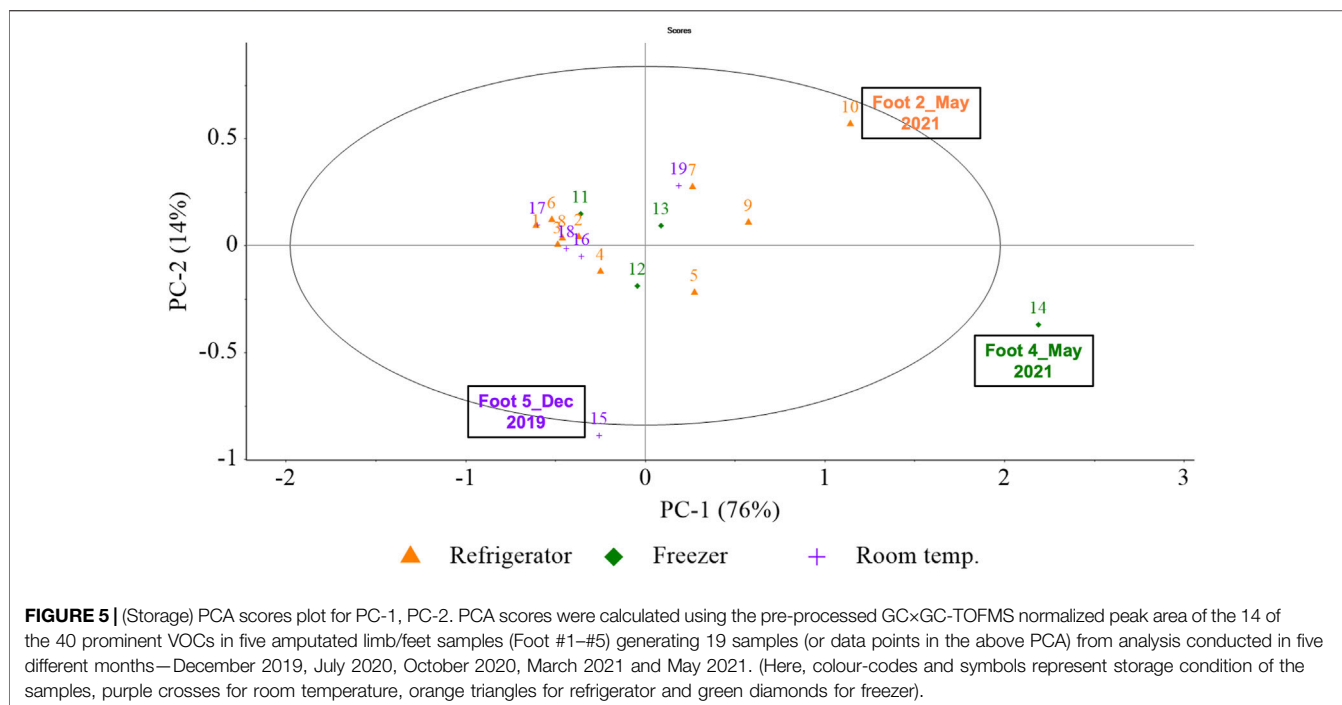 Scores
PC-2 (14%)
0.5
0
-0.5
-1
10
Foot 2_May
2021
19
7
9
13
11
6
17
1
3
8
2
18
16
4
12
5
14
Foot 4_May
2021
Foot 5_Dec
2019
15
-2
-1
0
1
2
3
PC-1 (76%)
Refrigerator
Freezer
Room temp.
FIGURE 5 | (Storage) PCA scores plot for PC-1, PC-2. PCA scores were calculated using the pre-processed GC×GC-TOFMS normalized peak area of the 14 of
the 40 prominent VOCs in five amputated limb/feet samples (Foot #1–#5) generating 19 samples (or data points in the above PCA) from analysis conducted in five
different months—December 2019, July 2020, October 2020, March 2021 and May 2021. (Here, colour-codes and symbols represent storage condition of the
samples, purple crosses for room temperature, orange triangles for refrigerator and green diamonds for freezer).